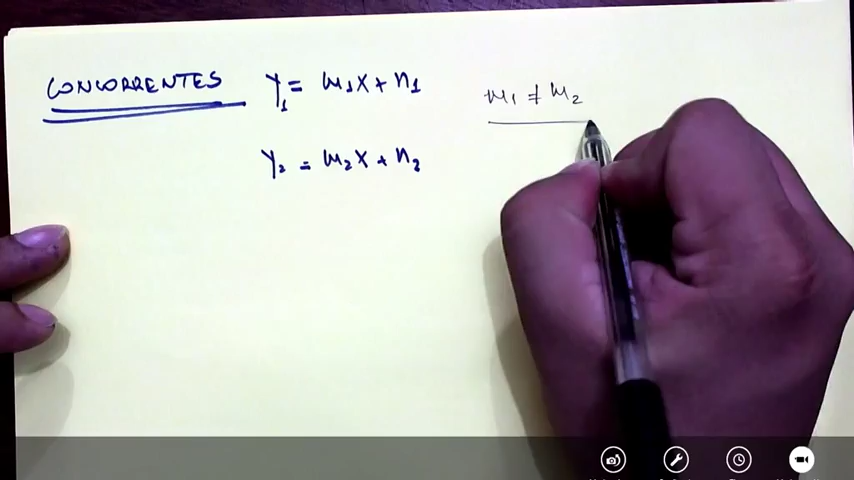 CONCORRENTES y₁ = m₁x + n₁ m₁ ≠ m₂
y₂ = m₂x + n₂